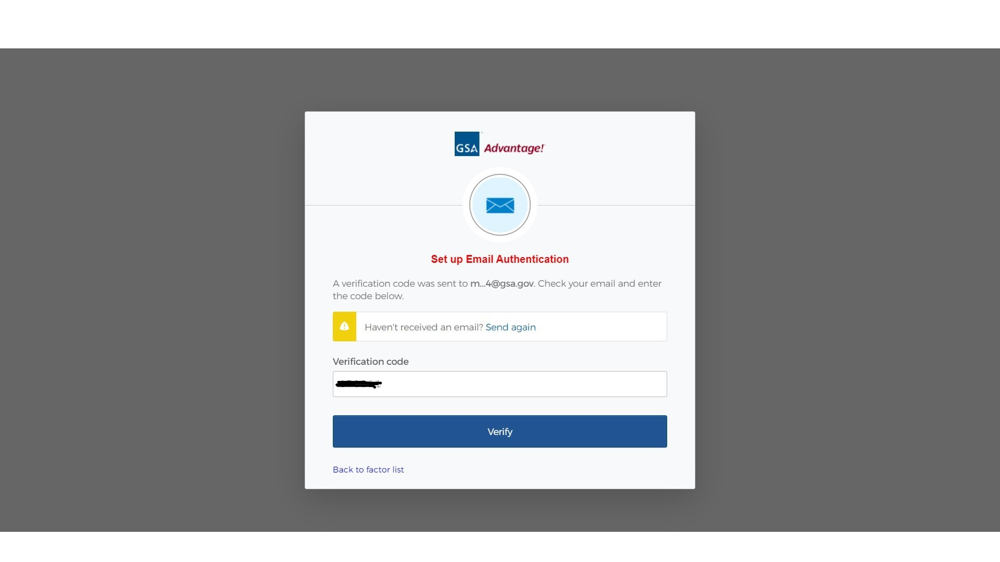 GSA Advantage!
Set up Email Authentication
A verification code was sent to m...4@gsa.gov. Check your email and enter
the code below.
Haven't received an email? Send again
Verification code
Verify
Back to factor list